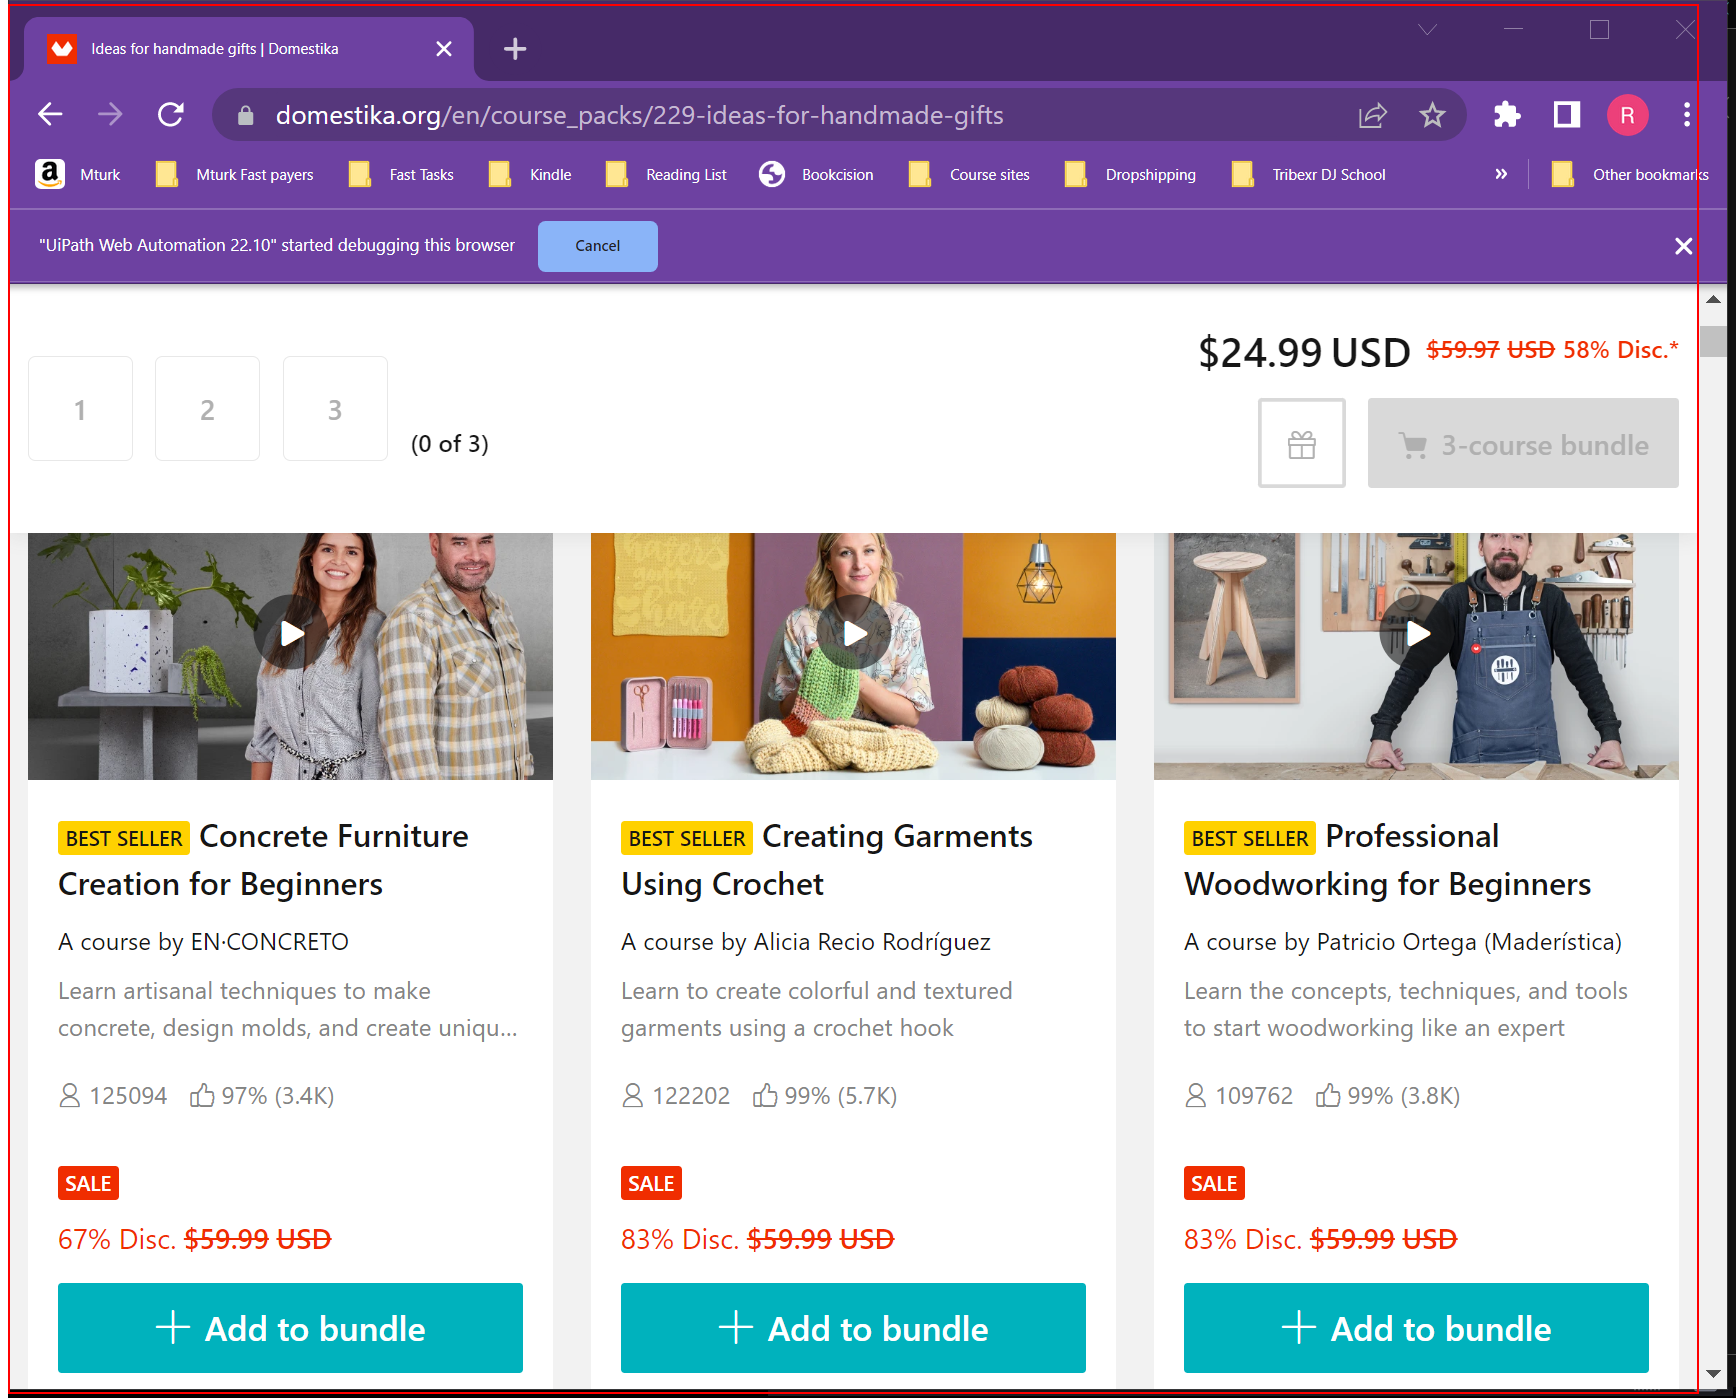 Ideas for handmade gifts | Domestika
domestika.org/en/course_packs/229-ideas-for-handmade-gifts
R
Mturk
Mturk Fast payers
Fast Tasks
Kindle
Reading List
Bookcision
Course sites
Dropshipping
Tribexr DJ School
»
Other bookmarks
"UiPath Web Automation 22.10" started debugging this browser
Cancel
$24.99 USD $59.97 USD 58% Disc.*
1
2
3
(0 of 3)
3-course bundle
BEST SELLER Concrete Furniture
Creation for Beginners
A course by EN·CONCRETO
Learn artisanal techniques to make
concrete, design molds, and create uniqu...
125094 97% (3.4K)
SALE
67% Disc. $59.99 USD
Add to bundle
BEST SELLER Creating Garments
Using Crochet
A course by Alicia Recio Rodríguez
Learn to create colorful and textured
garments using a crochet hook
122202 99% (5.7K)
SALE
83% Disc. $59.99 USD
Add to bundle
BEST SELLER Professional
Woodworking for Beginners
A course by Patricio Ortega (Maderística)
Learn the concepts, techniques, and tools
to start woodworking like an expert
109762 99% (3.8K)
SALE
83% Disc. $59.99 USD
Add to bundle